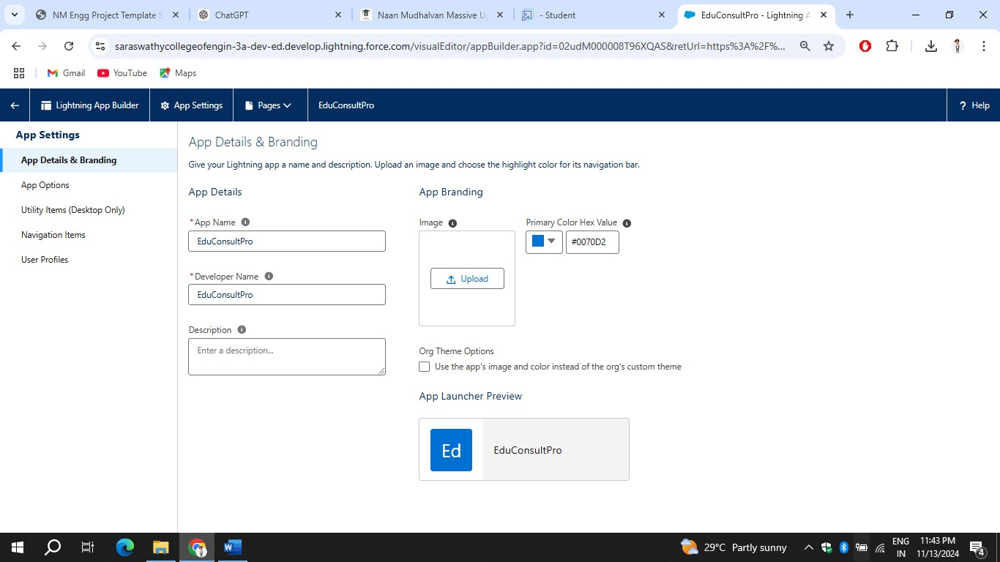 NM Engg Project Template S
ChatGPT
Naan Mudhalvan Massive U
- Student
EduConsultPro - Lightning A
saraswathycollegeofengin-3a-dev-ed.develop.lightning.force.com/visualEditor/appBuilder.app?id=02udM000008T96XQAS&retUrl=https%3A%2F%...
Gmail
YouTube
Maps
Lightning App Builder
App Settings
Pages
EduConsultPro
? Help
App Settings
App Details & Branding
App Options
Utility Items (Desktop Only)
Navigation Items
User Profiles
App Details & Branding
Give your Lightning app a name and description. Upload an image and choose the highlight color for its navigation bar.
App Details
*App Name
EduConsultPro
*Developer Name
EduConsultPro
Description
Enter a description...
App Branding
Image
Upload
Primary Color Hex Value
#0070D2
Org Theme Options
Use the app's image and color instead of the org's custom theme
App Launcher Preview
Ed
EduConsultPro
29°C Partly sunny
ENG
IN
11:43 PM
11/13/2024
4